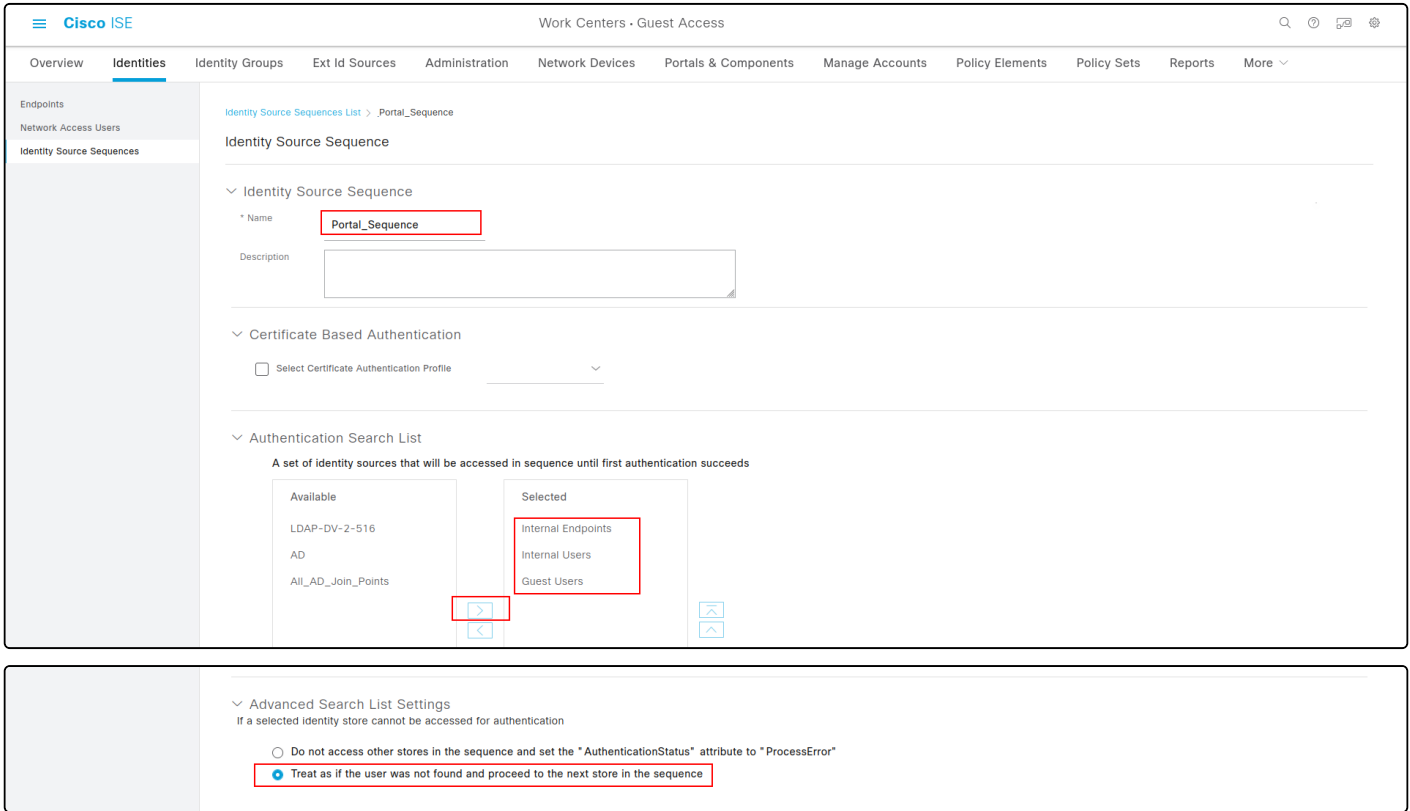 Cisco ISE
Work Centers · Guest Access
Overview Identities Identity Groups Ext Id Sources Administration Network Devices Portals & Components Manage Accounts Policy Elements Policy Sets Reports More
Endpoints
Network Access Users
Identity Source Sequences
Identity Source Sequences List > Portal_Sequence
Identity Source Sequence
Identity Source Sequence
* Name
Portal_Sequence
Description
Certificate Based Authentication
Select Certificate Authentication Profile
Authentication Search List
A set of identity sources that will be accessed in sequence until first authentication succeeds
Available
LDAP-DV-2-516
AD
All_AD_Join_Points
Selected
Internal Endpoints
Internal Users
Guest Users
Advanced Search List Settings
If a selected identity store cannot be accessed for authentication
Do not access other stores in the sequence and set the "AuthenticationStatus" attribute to "ProcessError"
Treat as if the user was not found and proceed to the next store in the sequence